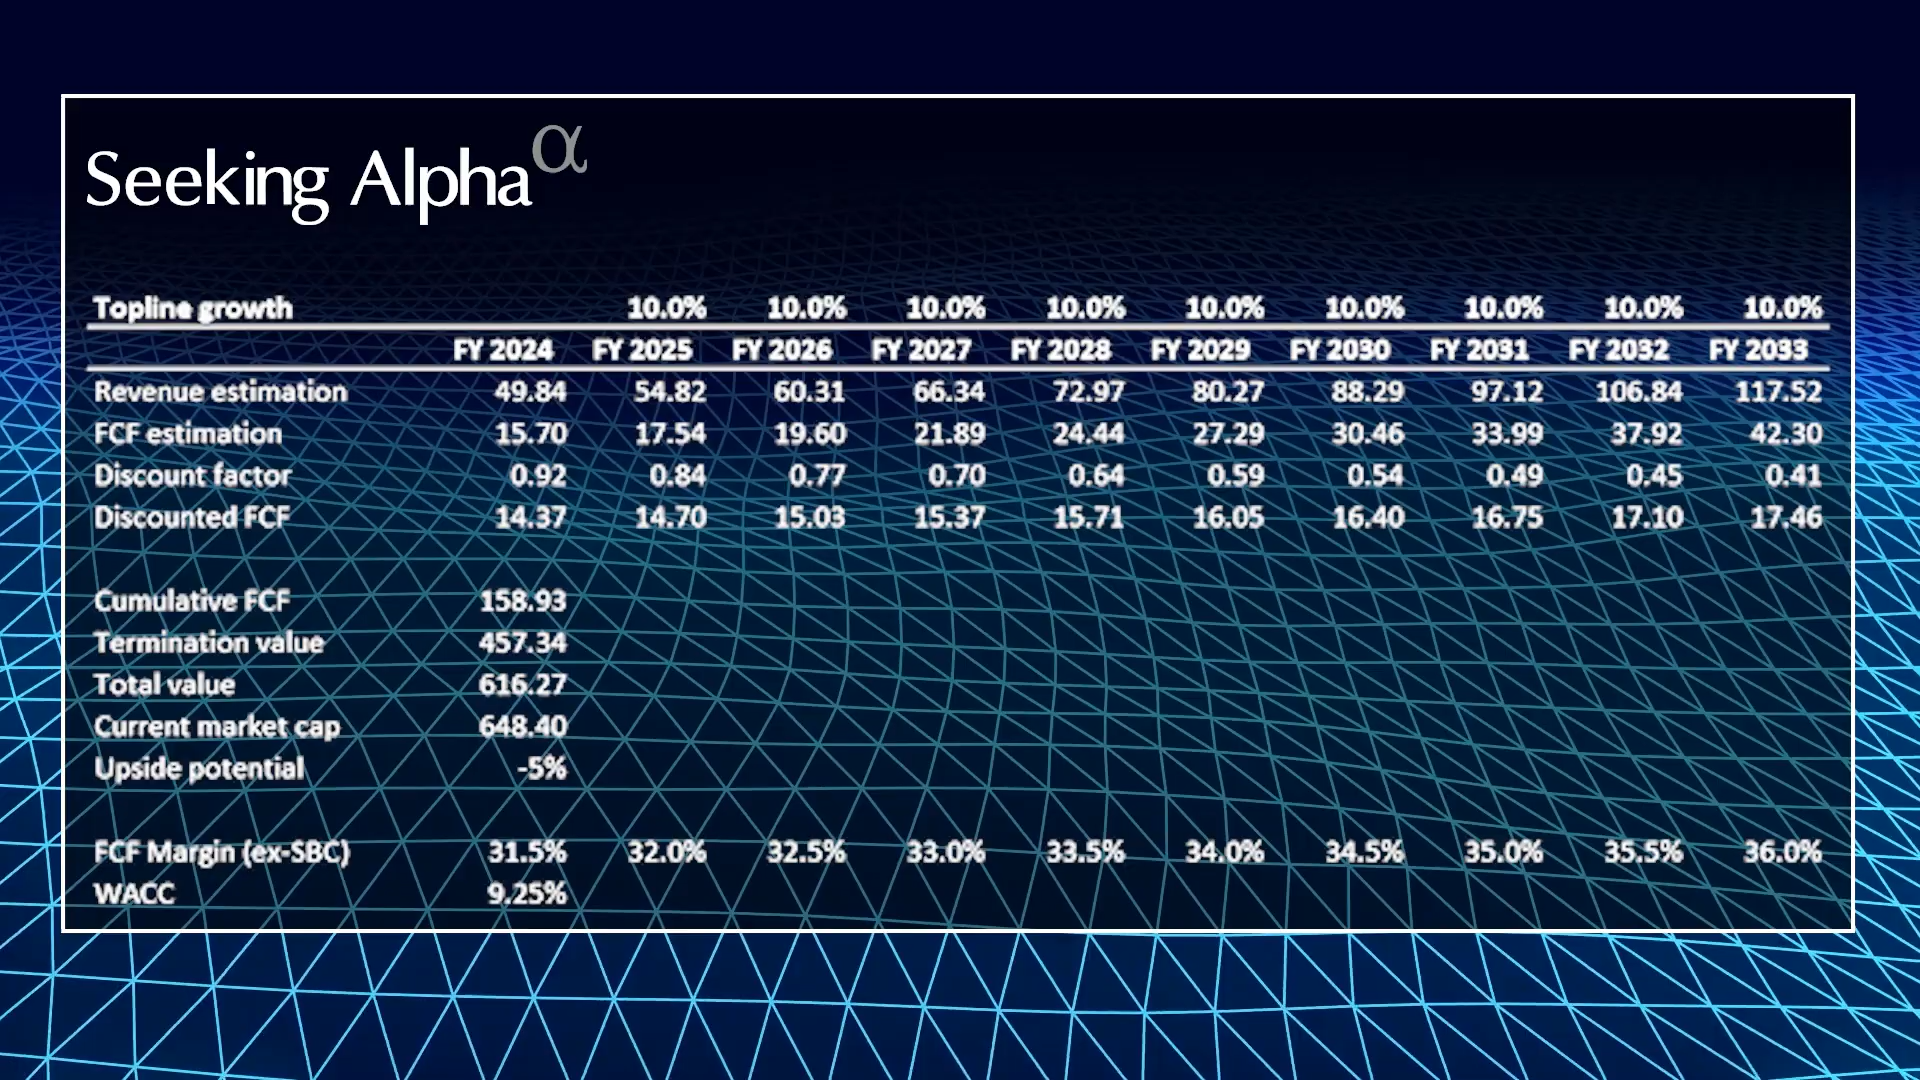 Seeking Alpha α
Topline growth 10.0% 10.0% 10.0% 10.0% 10.0% 10.0% 10.0% 10.0% 10.0%
FY 2024 FY 2025 FY 2026 FY 2027 FY 2028 FY 2029 FY 2030 FY 2031 FY 2032 FY 2033
Revenue estimation 49.84 54.82 60.31 66.34 72.97 80.27 88.29 97.12 106.84 117.52
FCF estimation 15.70 17.54 19.60 21.89 24.44 27.29 30.46 33.99 37.92 42.30
Discount factor 0.92 0.84 0.77 0.70 0.64 0.59 0.54 0.49 0.45 0.41
Discounted FCF 14.37 14.70 15.03 15.37 15.71 16.05 16.40 16.75 17.10 17.46
Cumulative FCF 158.93
Termination value 457.34
Total value 616.27
Current market cap 648.40
Upside potential -5%
FCF Margin (ex-SBC) 31.5% 32.0% 32.5% 33.0% 33.5% 34.0% 34.5% 35.0% 35.5% 36.0%
WACC 9.25%